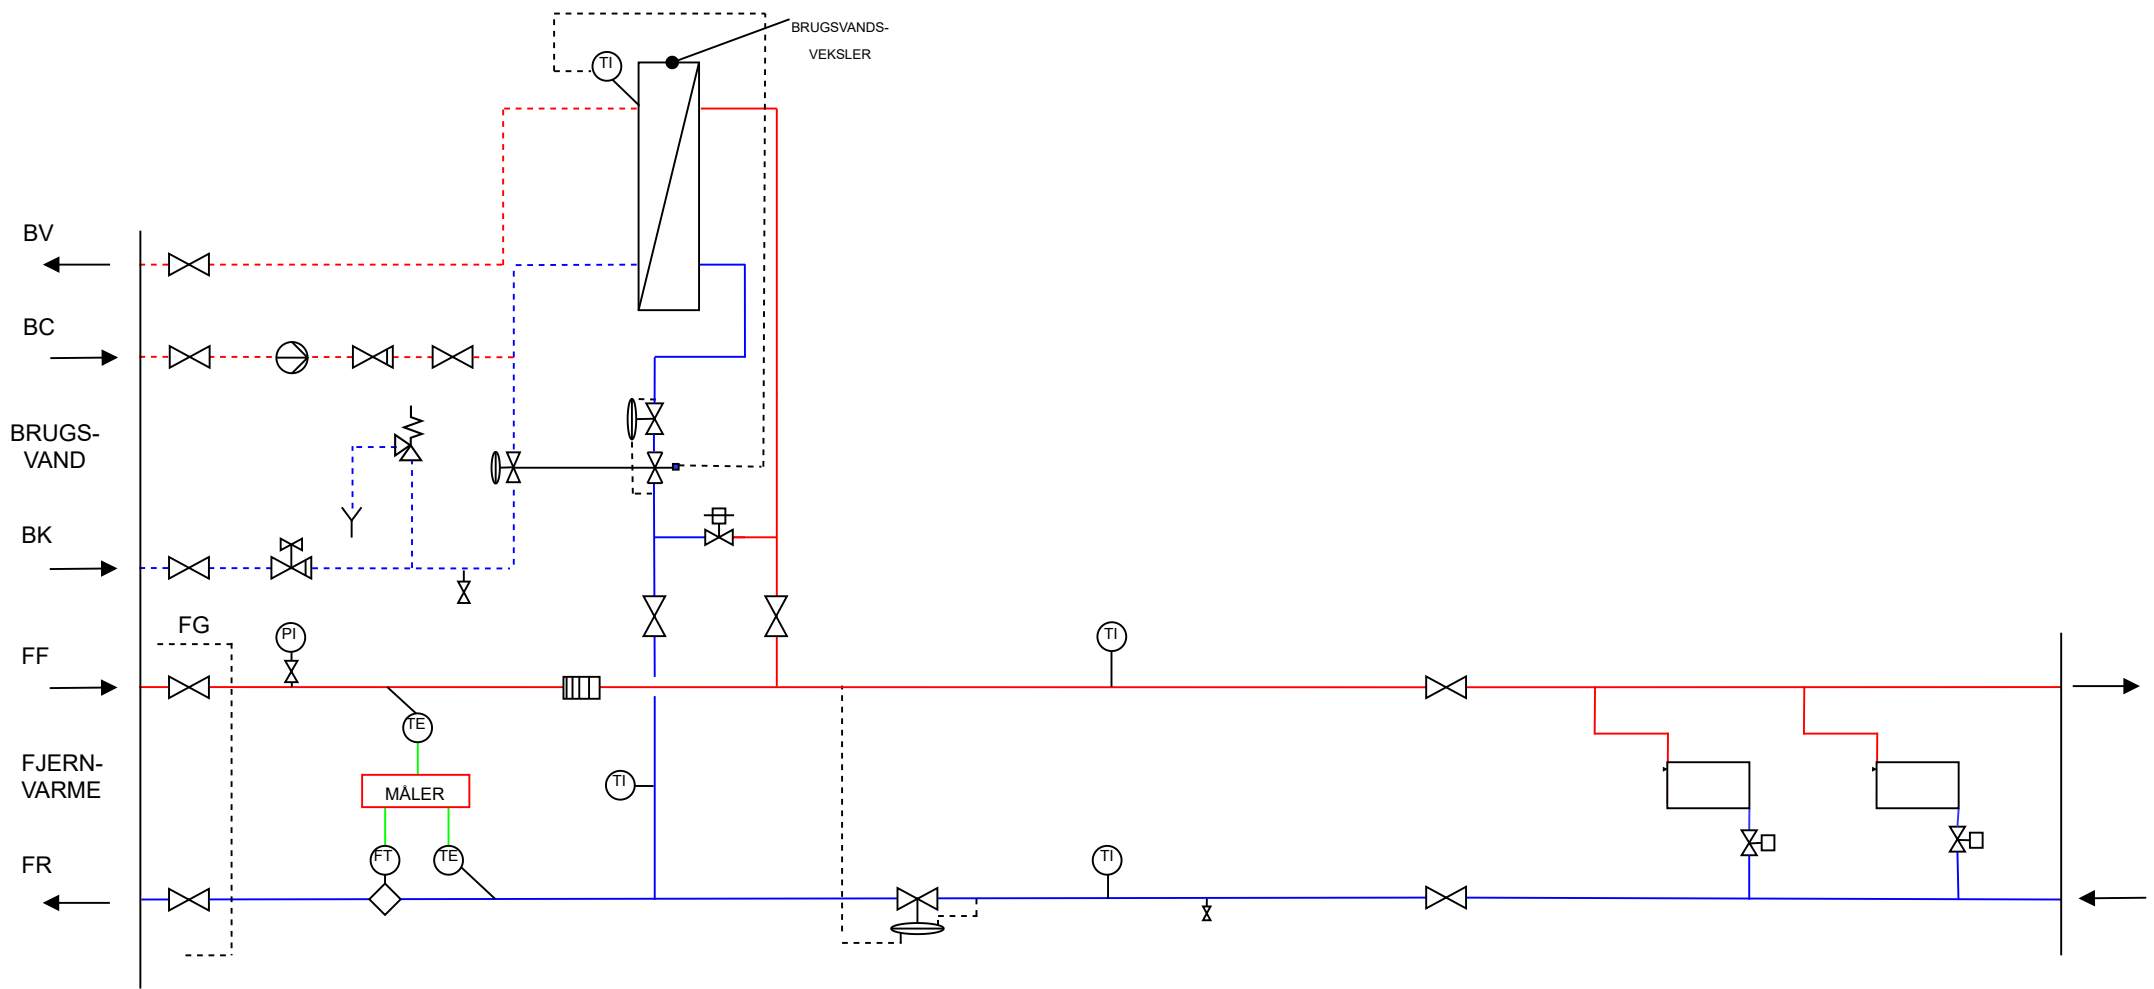 BRUGSVANDS-
VEKSLER
TI
BV
BC
BRUGS-
VAND
BK
FG
PI
TI
FF
TE
FJERN-
VARME
MÅLER
TI
FR
FT
TE
TI